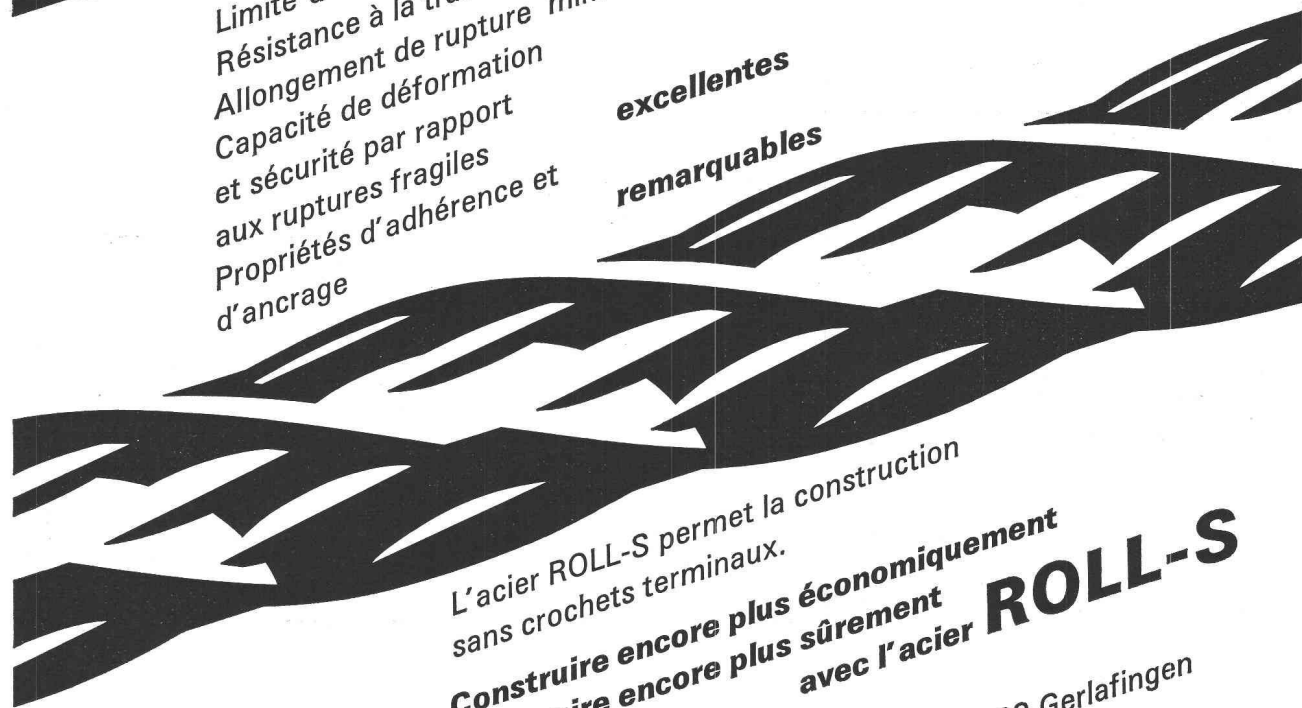 Limite
Résistance à la
Allongement de rupture
Capacité de déformation
et sécurité par rapport
aux ruptures fragiles
excellentes
Propriétés d'adhérence et
d'ancrage
remarquables
L'acier ROLL-S permet la construction
sans crochets terminaux.
Construire encore plus économiquement
encore plus sûrement
avec l'acier ROLL-S
Gerlafingen